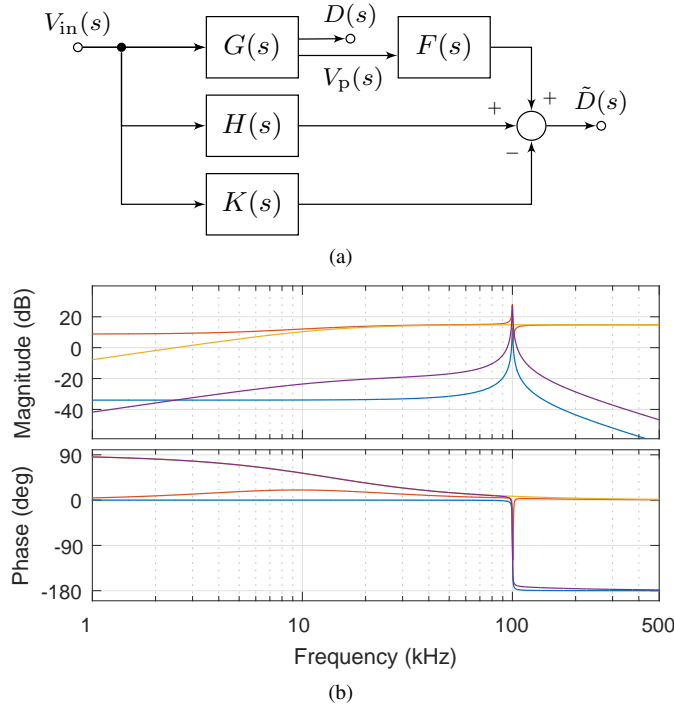 V_in(s)
D(s)
G(s)
V_p(s)
F(s)
+
+
D̃(s)
H(s)
−
K(s)
(a)
Magnitude (dB)
20
0
-20
-40
Phase (deg)
90
0
-90
-180
1
10
100
500
Frequency (kHz)
(b)